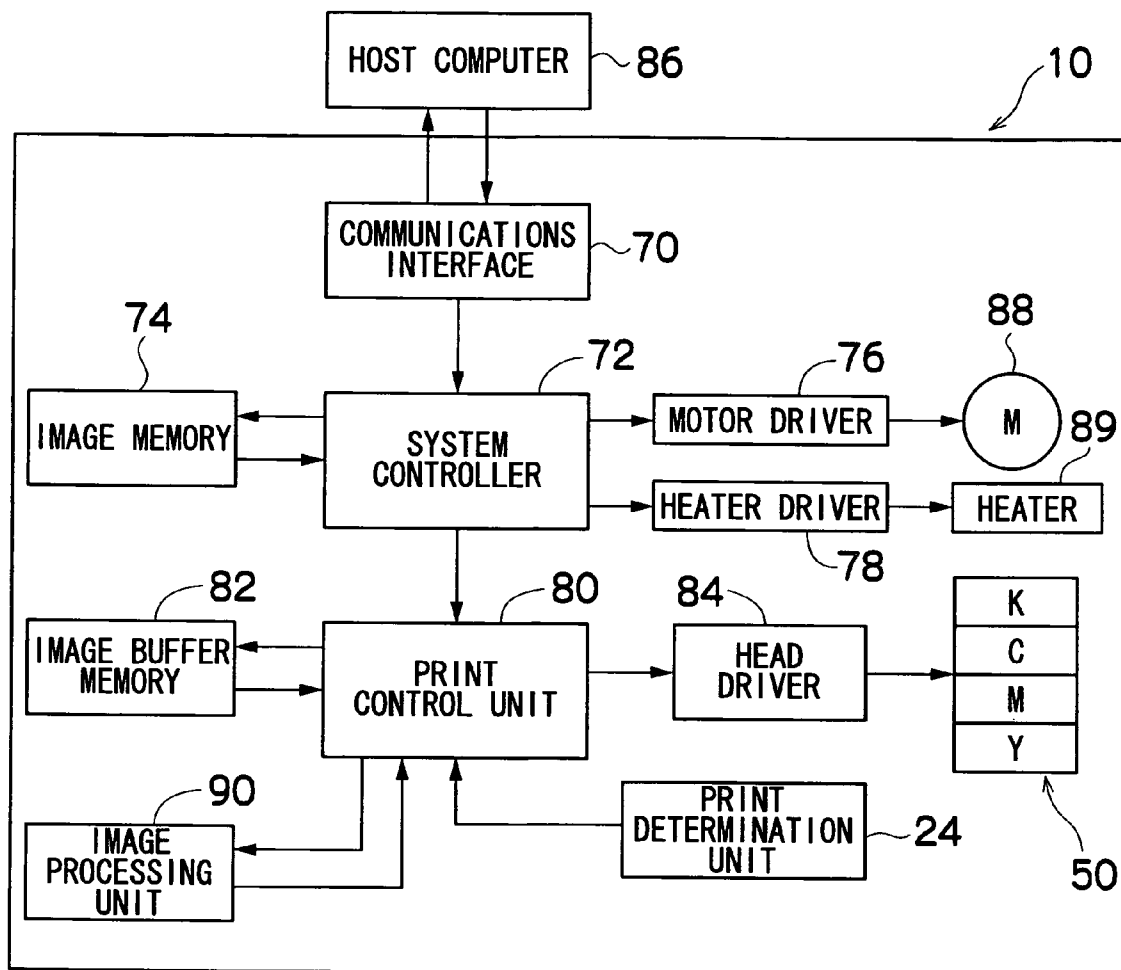 HOST COMPUTER
86
10
COMMUNICATIONS
INTERFACE
70
74
72
76
88
IMAGE MEMORY
SYSTEM
CONTROLLER
MOTOR DRIVER
M
89
HEATER DRIVER
HEATER
78
82
80
84
IMAGE BUFFER
MEMORY
PRINT
CONTROL UNIT
HEAD
DRIVER
K
C
M
Y
90
IMAGE
PROCESSING
UNIT
PRINT
DETERMINATION
UNIT
24
50